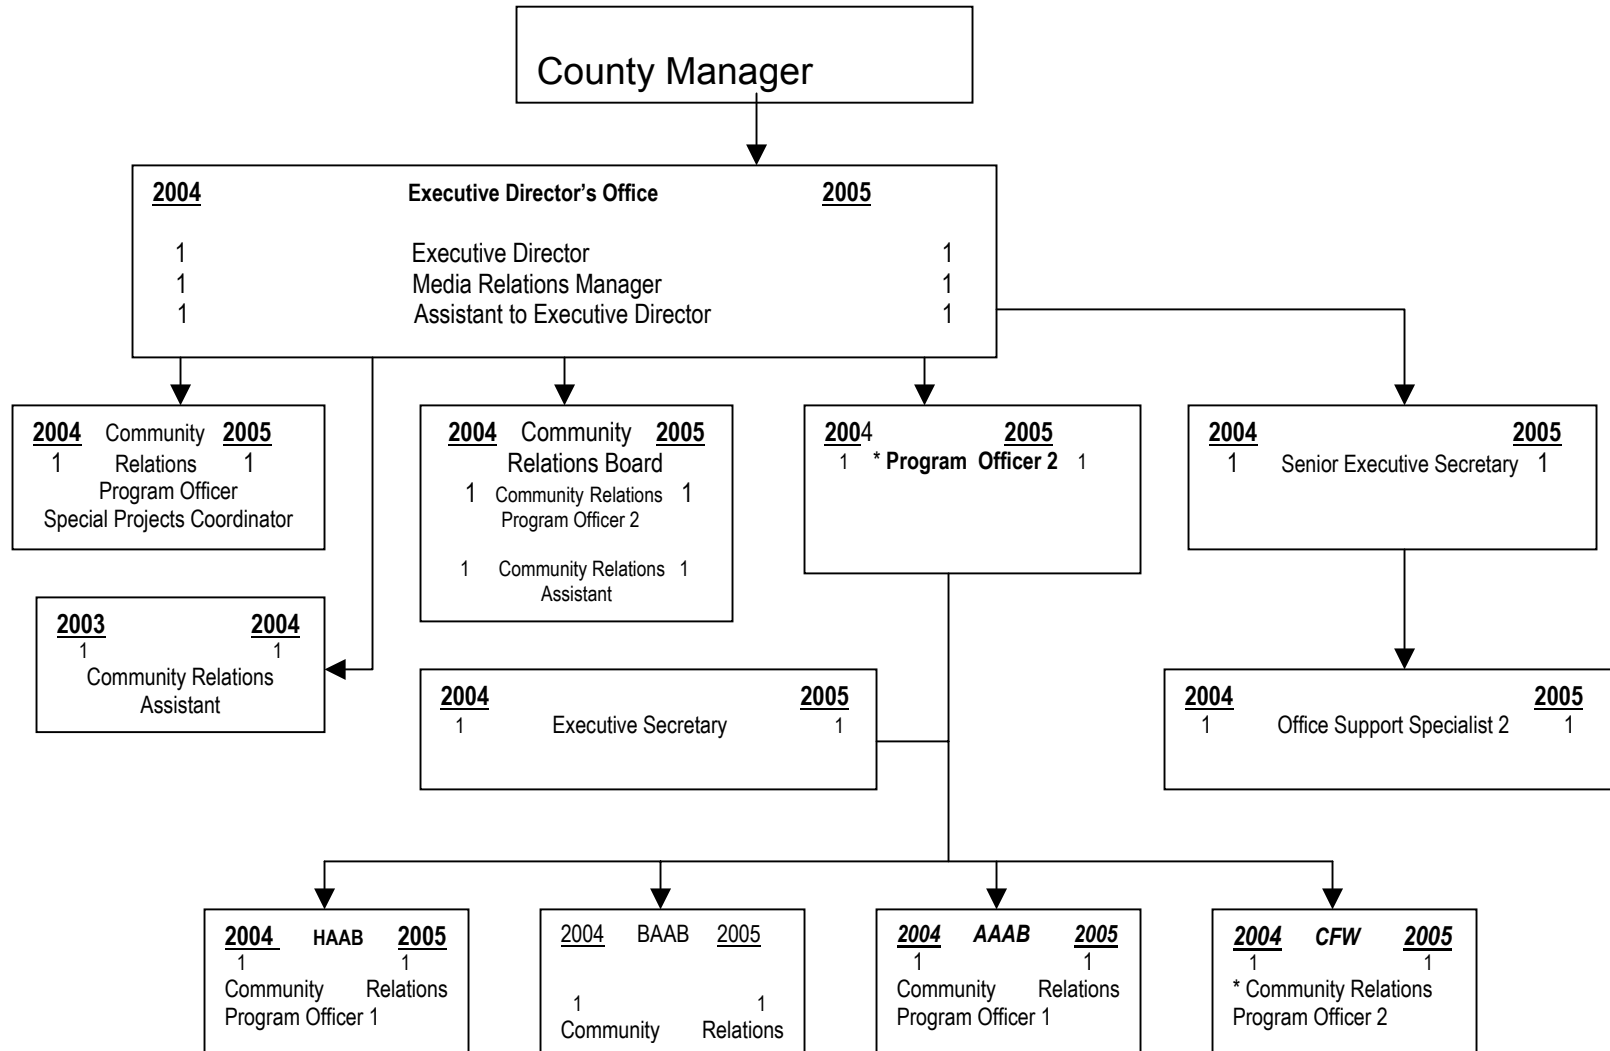 County Manager
2004 Executive Director's Office 2005
1 Executive Director 1
1 Media Relations Manager 1
1 Assistant to Executive Director 1
2004 Community 2005
1 Relations 1
Program Officer
Special Projects Coordinator
2004 Community 2005
Relations Board
1 Community Relations 1
Program Officer 2
1 Community Relations 1
Assistant
2004 2005
1 * Program Officer 2 1
2004 2005
1 Senior Executive Secretary 1
2003 2004
1 1
Community Relations
Assistant
2004 2005
1 Executive Secretary 1
2004 2005
1 Office Support Specialist 2 1
2004 HAAB 2005
1 1
Community Relations
Program Officer 1
2004 BAAB 2005
1 1
Community Relations
2004 AAAB 2005
1 1
Community Relations
Program Officer 1
2004 CFW 2005
1 1
* Community Relations
Program Officer 2